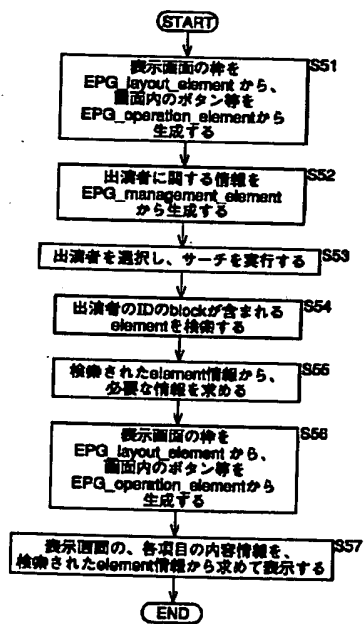 START
表示画面の枠を S51
EPG_layout_element から、
画面内のボタン等を
EPG_operation_elementから
生成する
出演者に関する情報を S52
EPG_management_element
から生成する
出演者を選択し、サーチを実行する S53
出演者のIDのblockが含まれる S54
elementを検索する
検索されたelement情報から、 S55
必要な情報を求める
表示画面の枠を S56
EPG_layout_element から、
画面内のボタン等を
EPG_operation_elementから
生成する
表示画面の、各項目の内容情報を、 S57
検索されたelement情報から求めて表示する
END